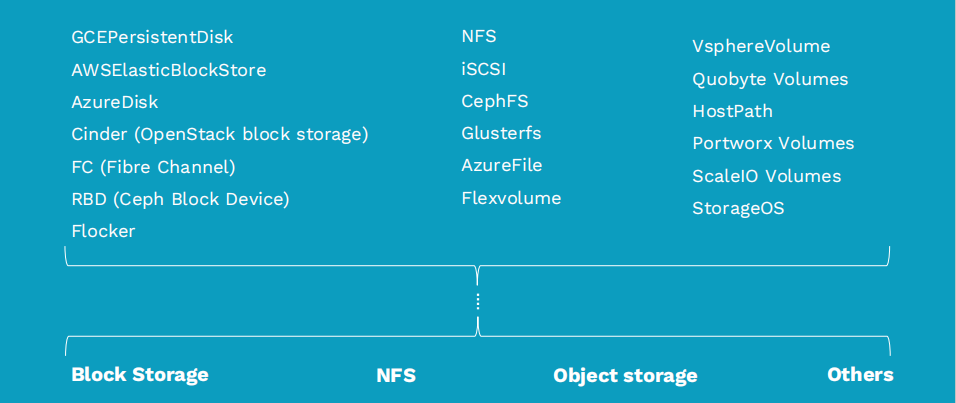 GCEPersistentDisk
AWSElasticBlockStore
AzureDisk
Cinder (OpenStack block storage)
FC (Fibre Channel)
RBD (Ceph Block Device)
Flocker
NFS
iSCSI
CephFS
Glusterfs
AzureFile
Flexvolume
VsphereVolume
Quobyte Volumes
HostPath
Portworx Volumes
ScaleIO Volumes
StorageOS
Block Storage
NFS
Object storage
Others